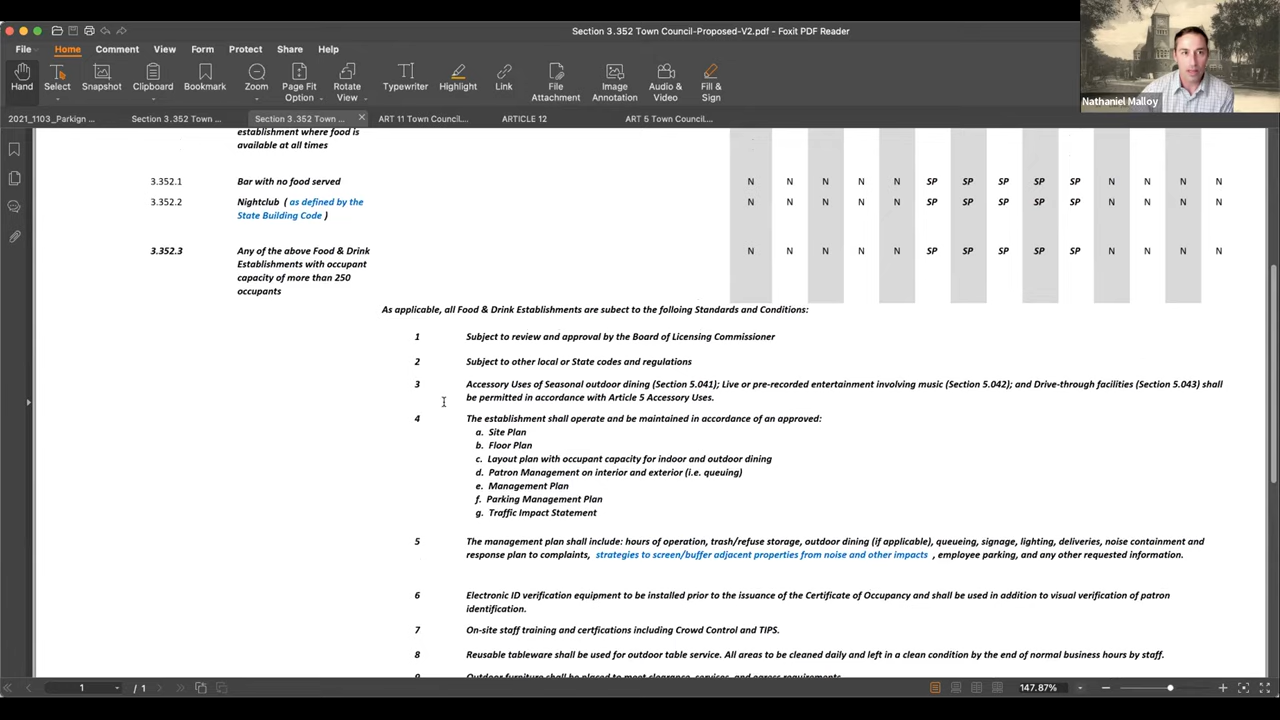 Section 3.352 Town Council-Proposed-V2.pdf - Foxit PDF Reader
File Home Comment View Form Protect Share Help
Hand Select Snapshot Clipboard Bookmark Zoom Page Fit Option Rotate View Typewriter Highlight Link File Attachment Image Annotation Audio & Video Fill & Sign
Nathaniel Malloy
2021_1103_Parkign ... Section 3.352 Town ... Section 3.352 Town ... ART 11 Town Council.... ARTICLE 12 ART 5 Town Council....
establishment where food is
available at all times
3.352.1 Bar with no food served N N N N N SP SP SP SP SP N N N N
3.352.2 Nightclub ( as defined by the N N N N N SP SP SP SP SP N N N N
State Building Code )
3.352.3 Any of the above Food & Drink N N N N N SP SP SP SP SP N N N N
Establishments with occupant
capacity of more than 250
occupants
As applicable, all Food & Drink Establishments are subect to the folloing Standards and Conditions:
1 Subject to review and approval by the Board of Licensing Commissioner
2 Subject to other local or State codes and regulations
3 Accessory Uses of Seasonal outdoor dining (Section 5.041); Live or pre-recorded entertainment involving music (Section 5.042); and Drive-through facilities (Section 5.043) shall
be permitted in accordance with Article 5 Accessory Uses.
4 The establishment shall operate and be maintained in accordance of an approved:
a. Site Plan
b. Floor Plan
c. Layout plan with occupant capacity for indoor and outdoor dining
d. Patron Management on interior and exterior (i.e. queuing)
e. Management Plan
f. Parking Management Plan
g. Traffic Impact Statement
5 The management plan shall include: hours of operation, trash/refuse storage, outdoor dining (if applicable), queueing, signage, lighting, deliveries, noise containment and
response plan to complaints, strategies to screen/buffer adjacent properties from noise and other impacts , employee parking, and any other requested information.
6 Electronic ID verification equipment to be installed prior to the issuance of the Certificate of Occupancy and shall be used in addition to visual verification of patron
identification.
7 On-site staff training and certfications including Crowd Control and TIPS.
8 Reusable tableware shall be used for outdoor table service. All areas to be cleaned daily and left in a clean condition by the end of normal business hours by staff.
9 Outdoor furniture shall be placed to meet clearance, services, and egress requirements.
1 / 1 147.87%